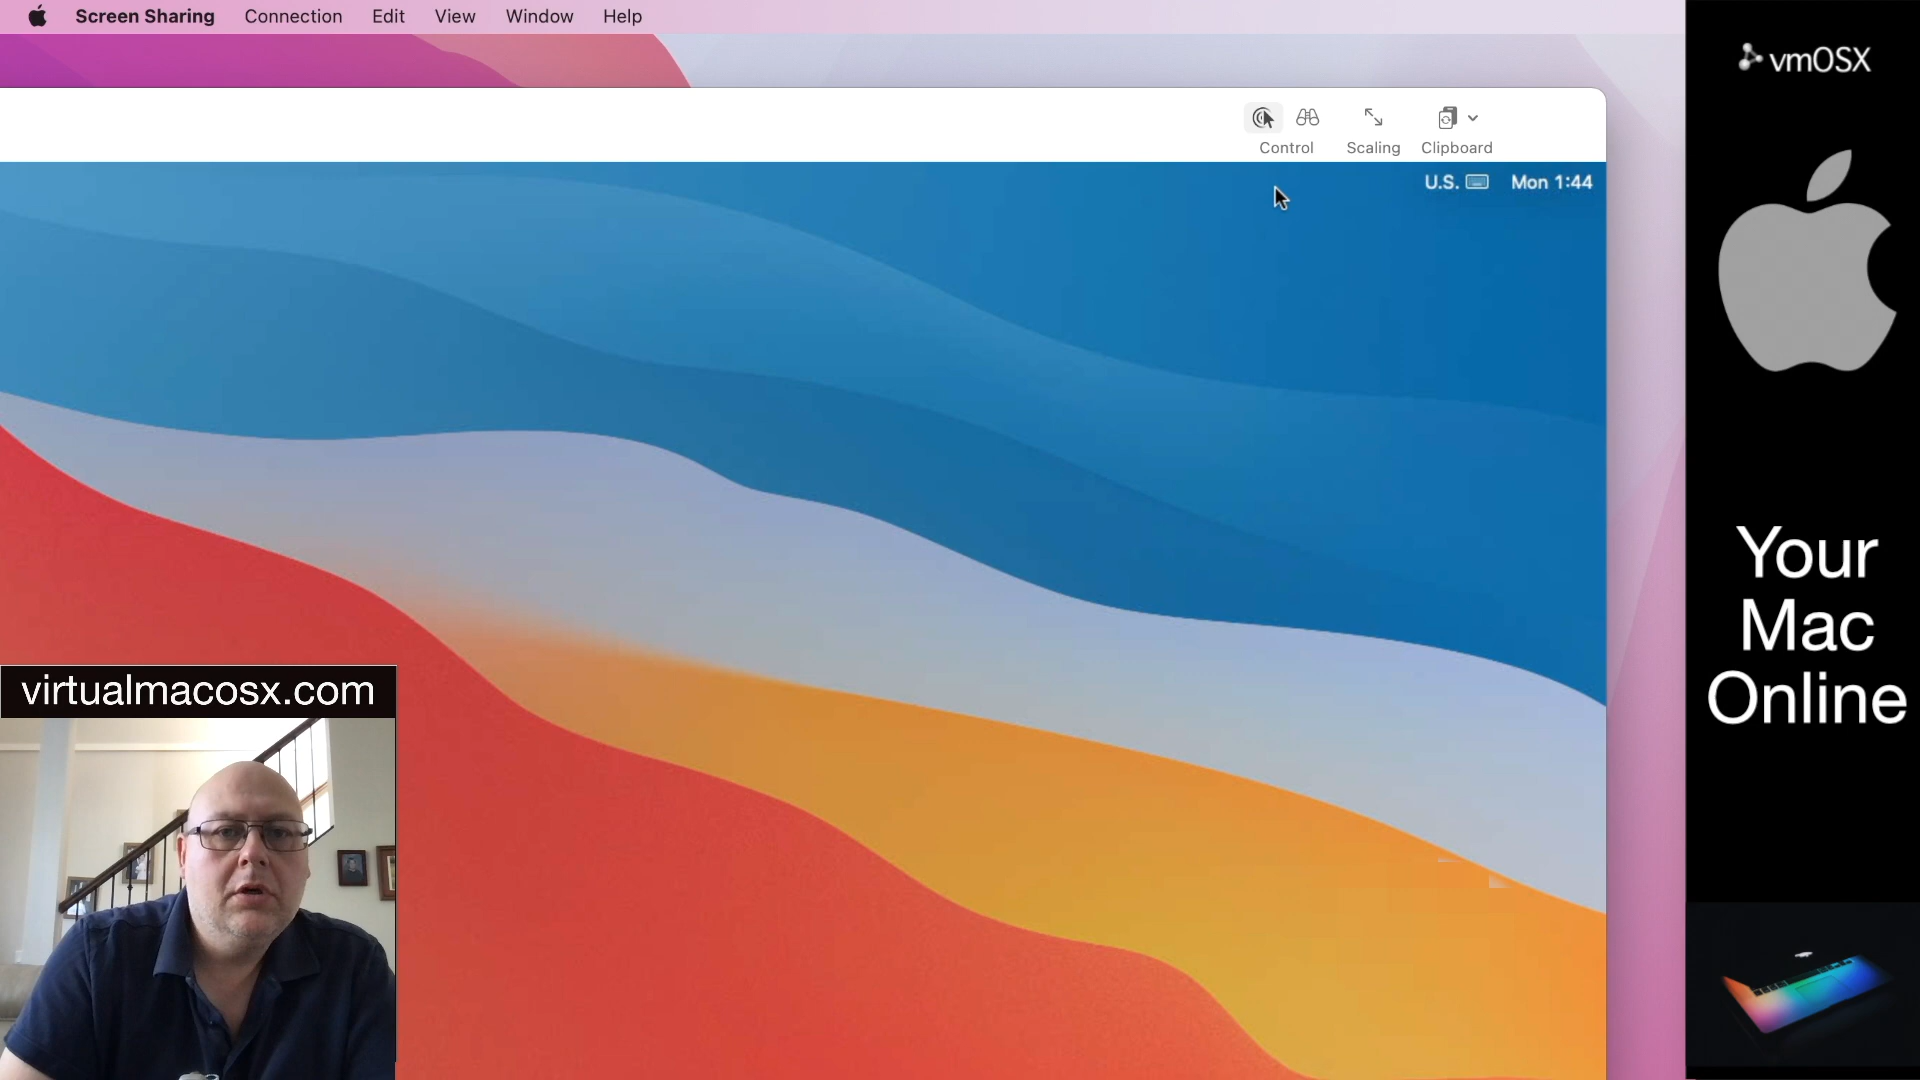 Screen Sharing Connection Edit View Window Help
Control Scaling Clipboard
U.S. Mon 1:44
virtualmacosx.com
vmOSX
Your
Mac
Online